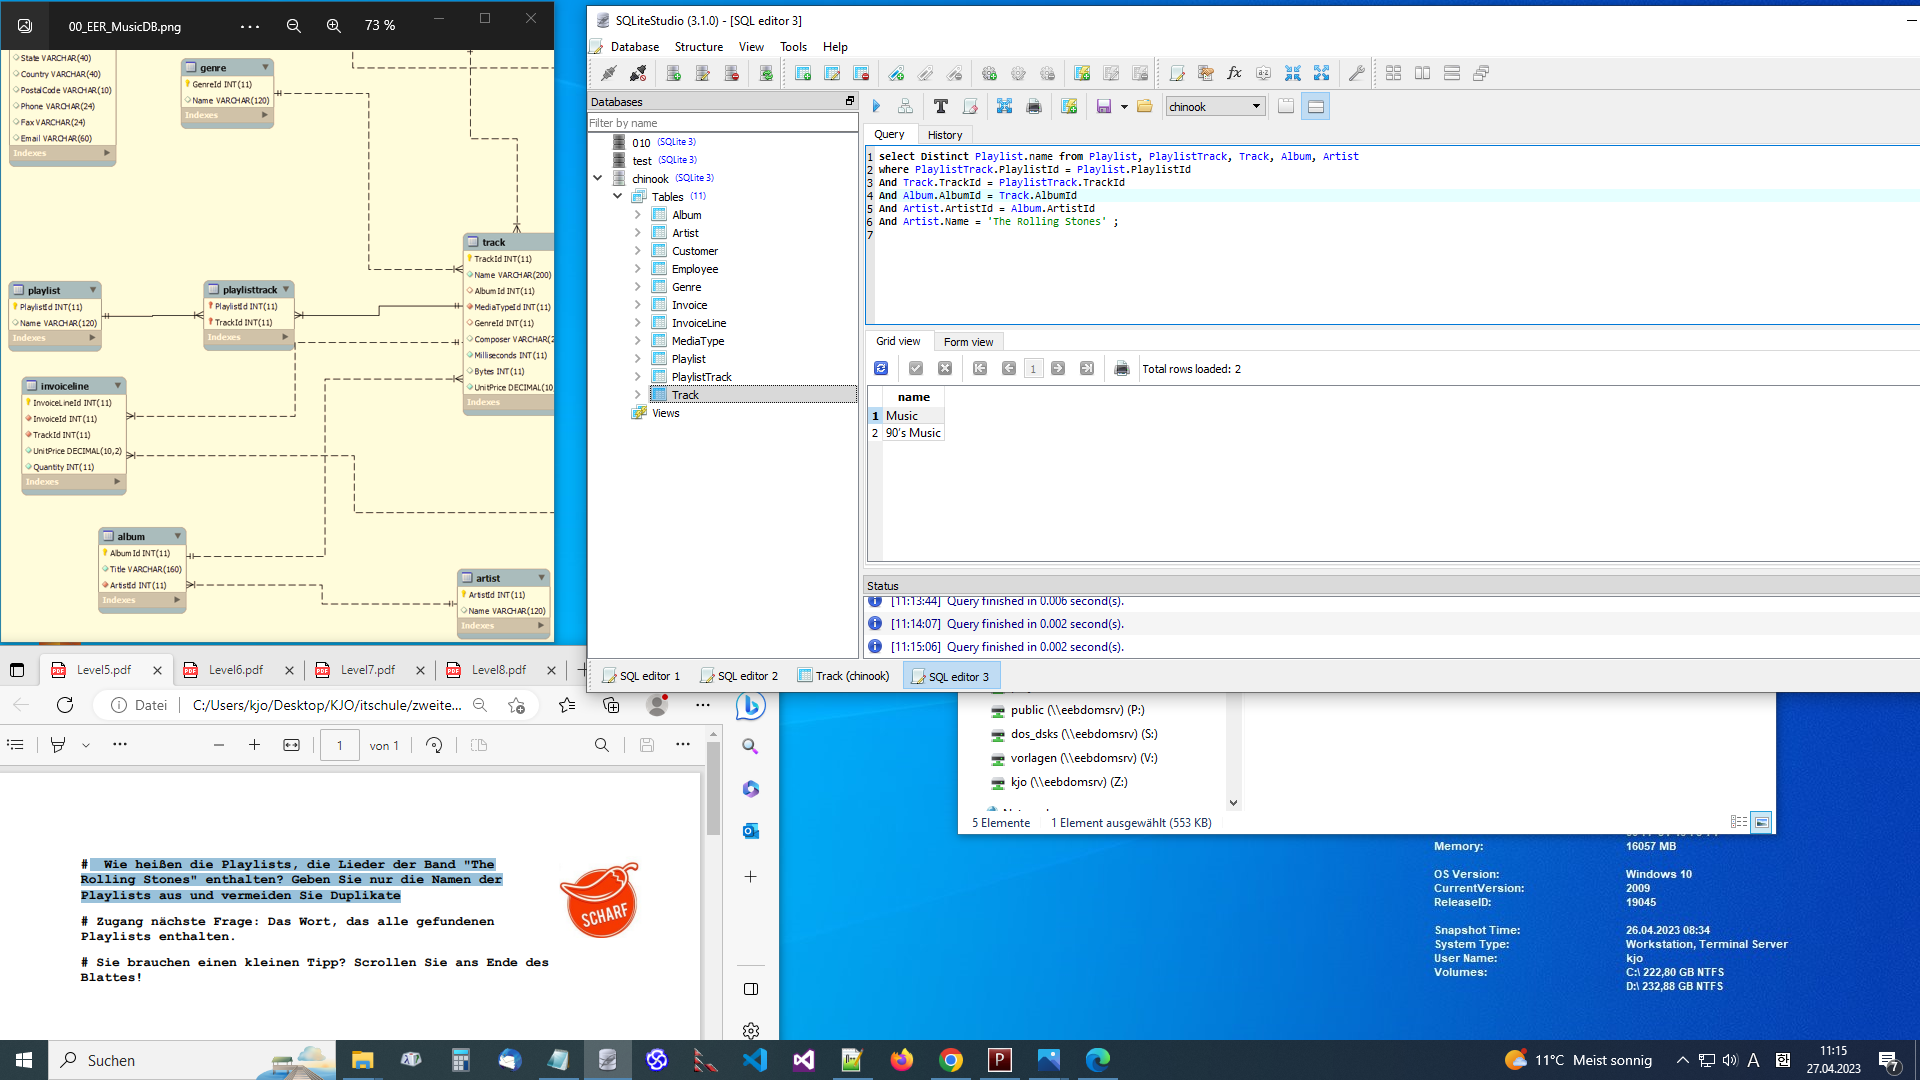 00_EER_MusicDB.png
73 %
State VARCHAR(40)
Country VARCHAR(40)
PostalCode VARCHAR(10)
Phone VARCHAR(24)
Fax VARCHAR(24)
Email VARCHAR(60)
Indexes
genre
GenreId INT(11)
Name VARCHAR(120)
Indexes
track
TrackId INT(11)
Name VARCHAR(200)
AlbumId INT(11)
MediaTypeId INT(11)
GenreId INT(11)
Composer VARCHAR(2
Milliseconds INT(11)
Bytes INT(11)
UnitPrice DECIMAL(10
Indexes
playlist
PlaylistId INT(11)
Name VARCHAR(120)
Indexes
playlisttrack
PlaylistId INT(11)
TrackId INT(11)
Indexes
invoiceline
InvoiceLineId INT(11)
InvoiceId INT(11)
TrackId INT(11)
UnitPrice DECIMAL(10,2)
Quantity INT(11)
Indexes
album
AlbumId INT(11)
Title VARCHAR(160)
ArtistId INT(11)
Indexes
artist
ArtistId INT(11)
Name VARCHAR(120)
Indexes
SQLiteStudio (3.1.0) - [SQL editor 3]
Database Structure View Tools Help
Databases
Filter by name
010 (SQLite 3)
test (SQLite 3)
chinook (SQLite 3)
Tables (11)
Album
Artist
Customer
Employee
Genre
Invoice
InvoiceLine
MediaType
Playlist
PlaylistTrack
Track
Views
chinook
Query History
1 select Distinct Playlist.name from Playlist, PlaylistTrack, Track, Album, Artist
2 where PlaylistTrack.PlaylistId = Playlist.PlaylistId
3 And Track.TrackId = PlaylistTrack.TrackId
4 And Album.AlbumId = Track.AlbumId
5 And Artist.ArtistId = Album.ArtistId
6 And Artist.Name = 'The Rolling Stones' ;
7
Grid view Form view
1
Total rows loaded: 2
name
1 Music
2 90's Music
Status
[11:13:44] Query finished in 0.006 second(s).
[11:14:07] Query finished in 0.002 second(s).
[11:15:06] Query finished in 0.002 second(s).
SQL editor 1 SQL editor 2 Track (chinook) SQL editor 3
Level5.pdf Level6.pdf Level7.pdf Level8.pdf
Datei C:/Users/kjo/Desktop/KJO/itschule/zweite...
1 von 1
# Wie heißen die Playlists, die Lieder der Band "The
Rolling Stones" enthalten? Geben Sie nur die Namen der
Playlists aus und vermeiden Sie Duplikate
# Zugang nächste Frage: Das Wort, das alle gefundenen
Playlists enthalten.
# Sie brauchen einen kleinen Tipp? Scrollen Sie ans Ende des
Blattes!
SCHARF
public (\\eebdomsrv) (P:)
dos_dsks (\\eebdomsrv) (S:)
vorlagen (\\eebdomsrv) (V:)
kjo (\\eebdomsrv) (Z:)
5 Elemente 1 Element ausgewählt (553 KB)
Memory: 16057 MB
OS Version: Windows 10
CurrentVersion: 2009
ReleaseID: 19045
Snapshot Time: 26.04.2023 08:34
System Type: Workstation, Terminal Server
User Name: kjo
Volumes: C:\ 222,80 GB NTFS
D:\ 232,88 GB NTFS
Suchen
11°C Meist sonnig
11:15
27.04.2023
7